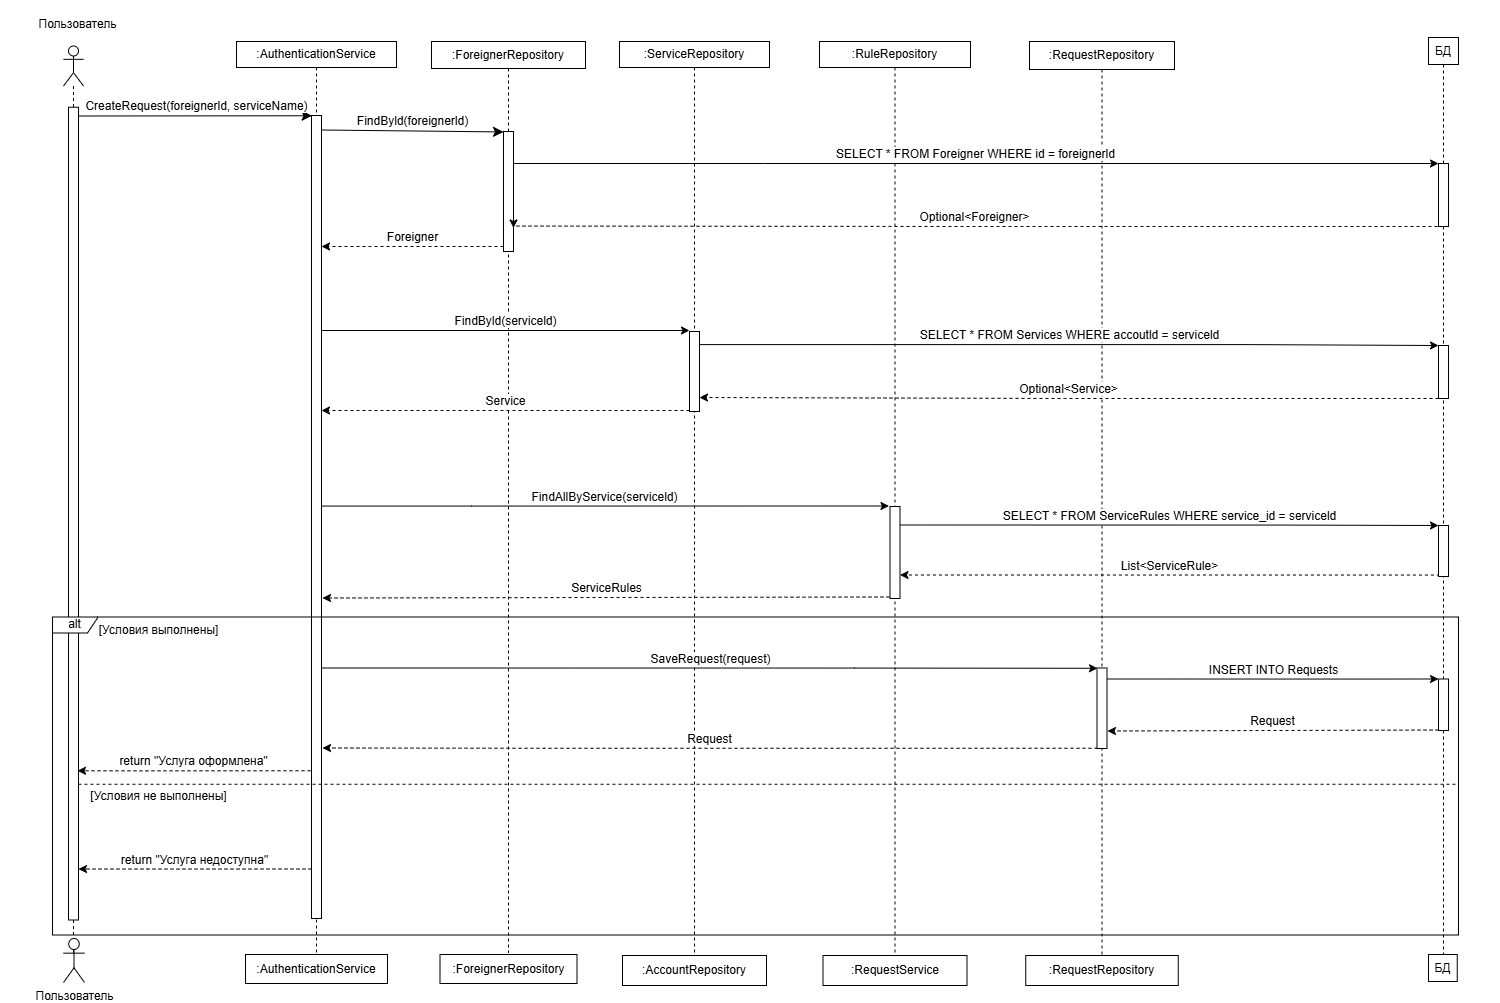 Пользователь
:AuthenticationService
:ForeignerRepository
:ServiceRepository
:RuleRepository
:RequestRepository
БД
CreateRequest(foreignerId, serviceName)
FindById(foreignerId)
SELECT * FROM Foreigner WHERE id = foreignerId
Optional<Foreigner>
Foreigner
FindById(serviceId)
SELECT * FROM Services WHERE accoutId = serviceId
Optional<Service>
Service
FindAllByService(serviceId)
SELECT * FROM ServiceRules WHERE service_id = serviceId
List<ServiceRule>
ServiceRules
alt
[Условия выполнены]
SaveRequest(request)
INSERT INTO Requests
Request
Request
return "Услуга оформлена"
[Условия не выполнены]
return "Услуга недоступна"
:AuthenticationService
:ForeignerRepository
:AccountRepository
:RequestService
:RequestRepository
БД
Пользователь